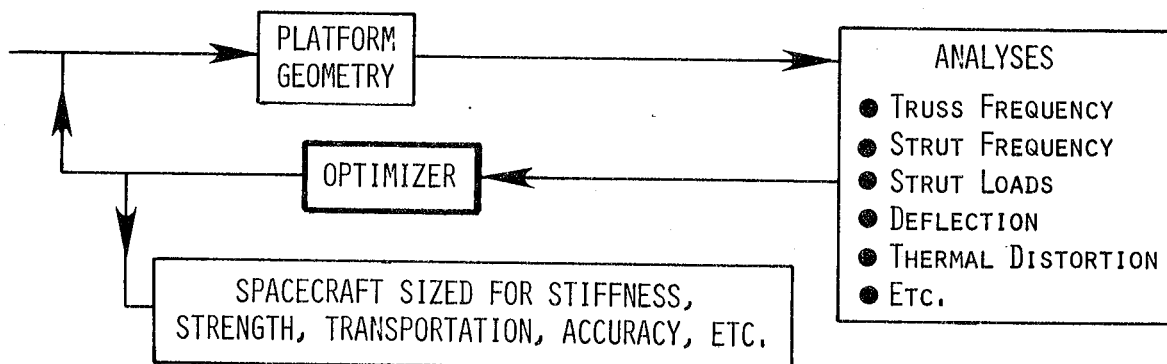 PLATFORM
GEOMETRY
ANALYSES
● TRUSS FREQUENCY
● STRUT FREQUENCY
● STRUT LOADS
● DEFLECTION
● THERMAL DISTORTION
● ETC.
OPTIMIZER
SPACECRAFT SIZED FOR STIFFNESS,
STRENGTH, TRANSPORTATION, ACCURACY, ETC.